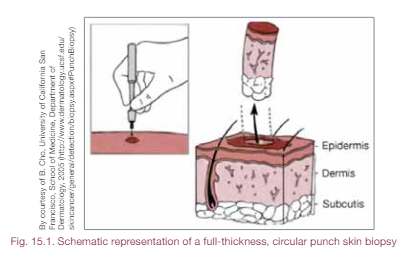 By courtesy of B. Cho, University of California San
Francisco, School of Medicine, Department of
Dermatology, 2005 (http://www.dermatology.ucsf.edu/
skincancer/general/detection/biopsy.aspx#PunchBiopsy)
Epidermis
Dermis
Subcutis
Fig. 15.1. Schematic representation of a full-thickness, circular punch skin biopsy